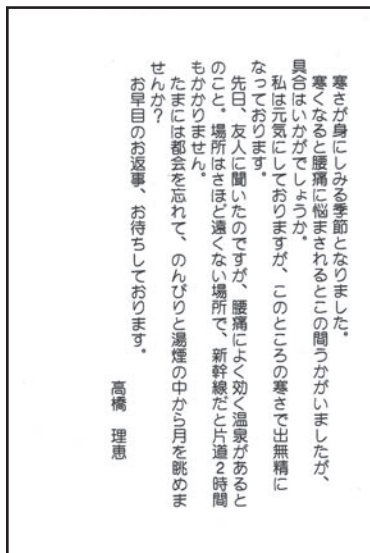 寒さが身にしみる季節となりました。
寒くなると腰痛に悩まされるとこの間うかがいましたが、
具合はいかがでしょうか。
私は元気にしておりますが、このところの寒さで出無精に
なっております。
先日、友人に聞いたのですが、腰痛によく効く温泉があると
のこと。場所はさほど遠くない場所で、新幹線だと片道2時間
もかかりません。
たまには都会を忘れて、のんびりと湯煙の中から月を眺めま
せんか?
お早目のお返事、お待ちしております。
高橋 理恵